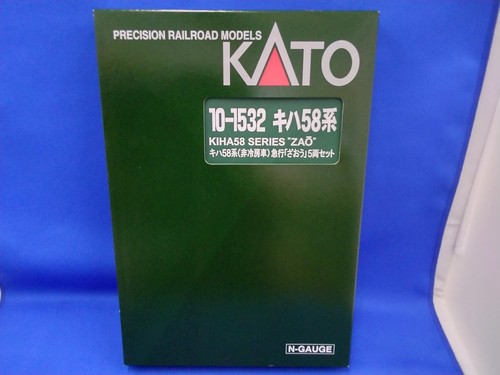 PRECISION RAILROAD MODELS
KATO
10-1532 キハ58系
KIHA58 SERIES "ZAŌ"
キハ58系(非冷房車)急行「ざおう」5両セット
N-GAUGE